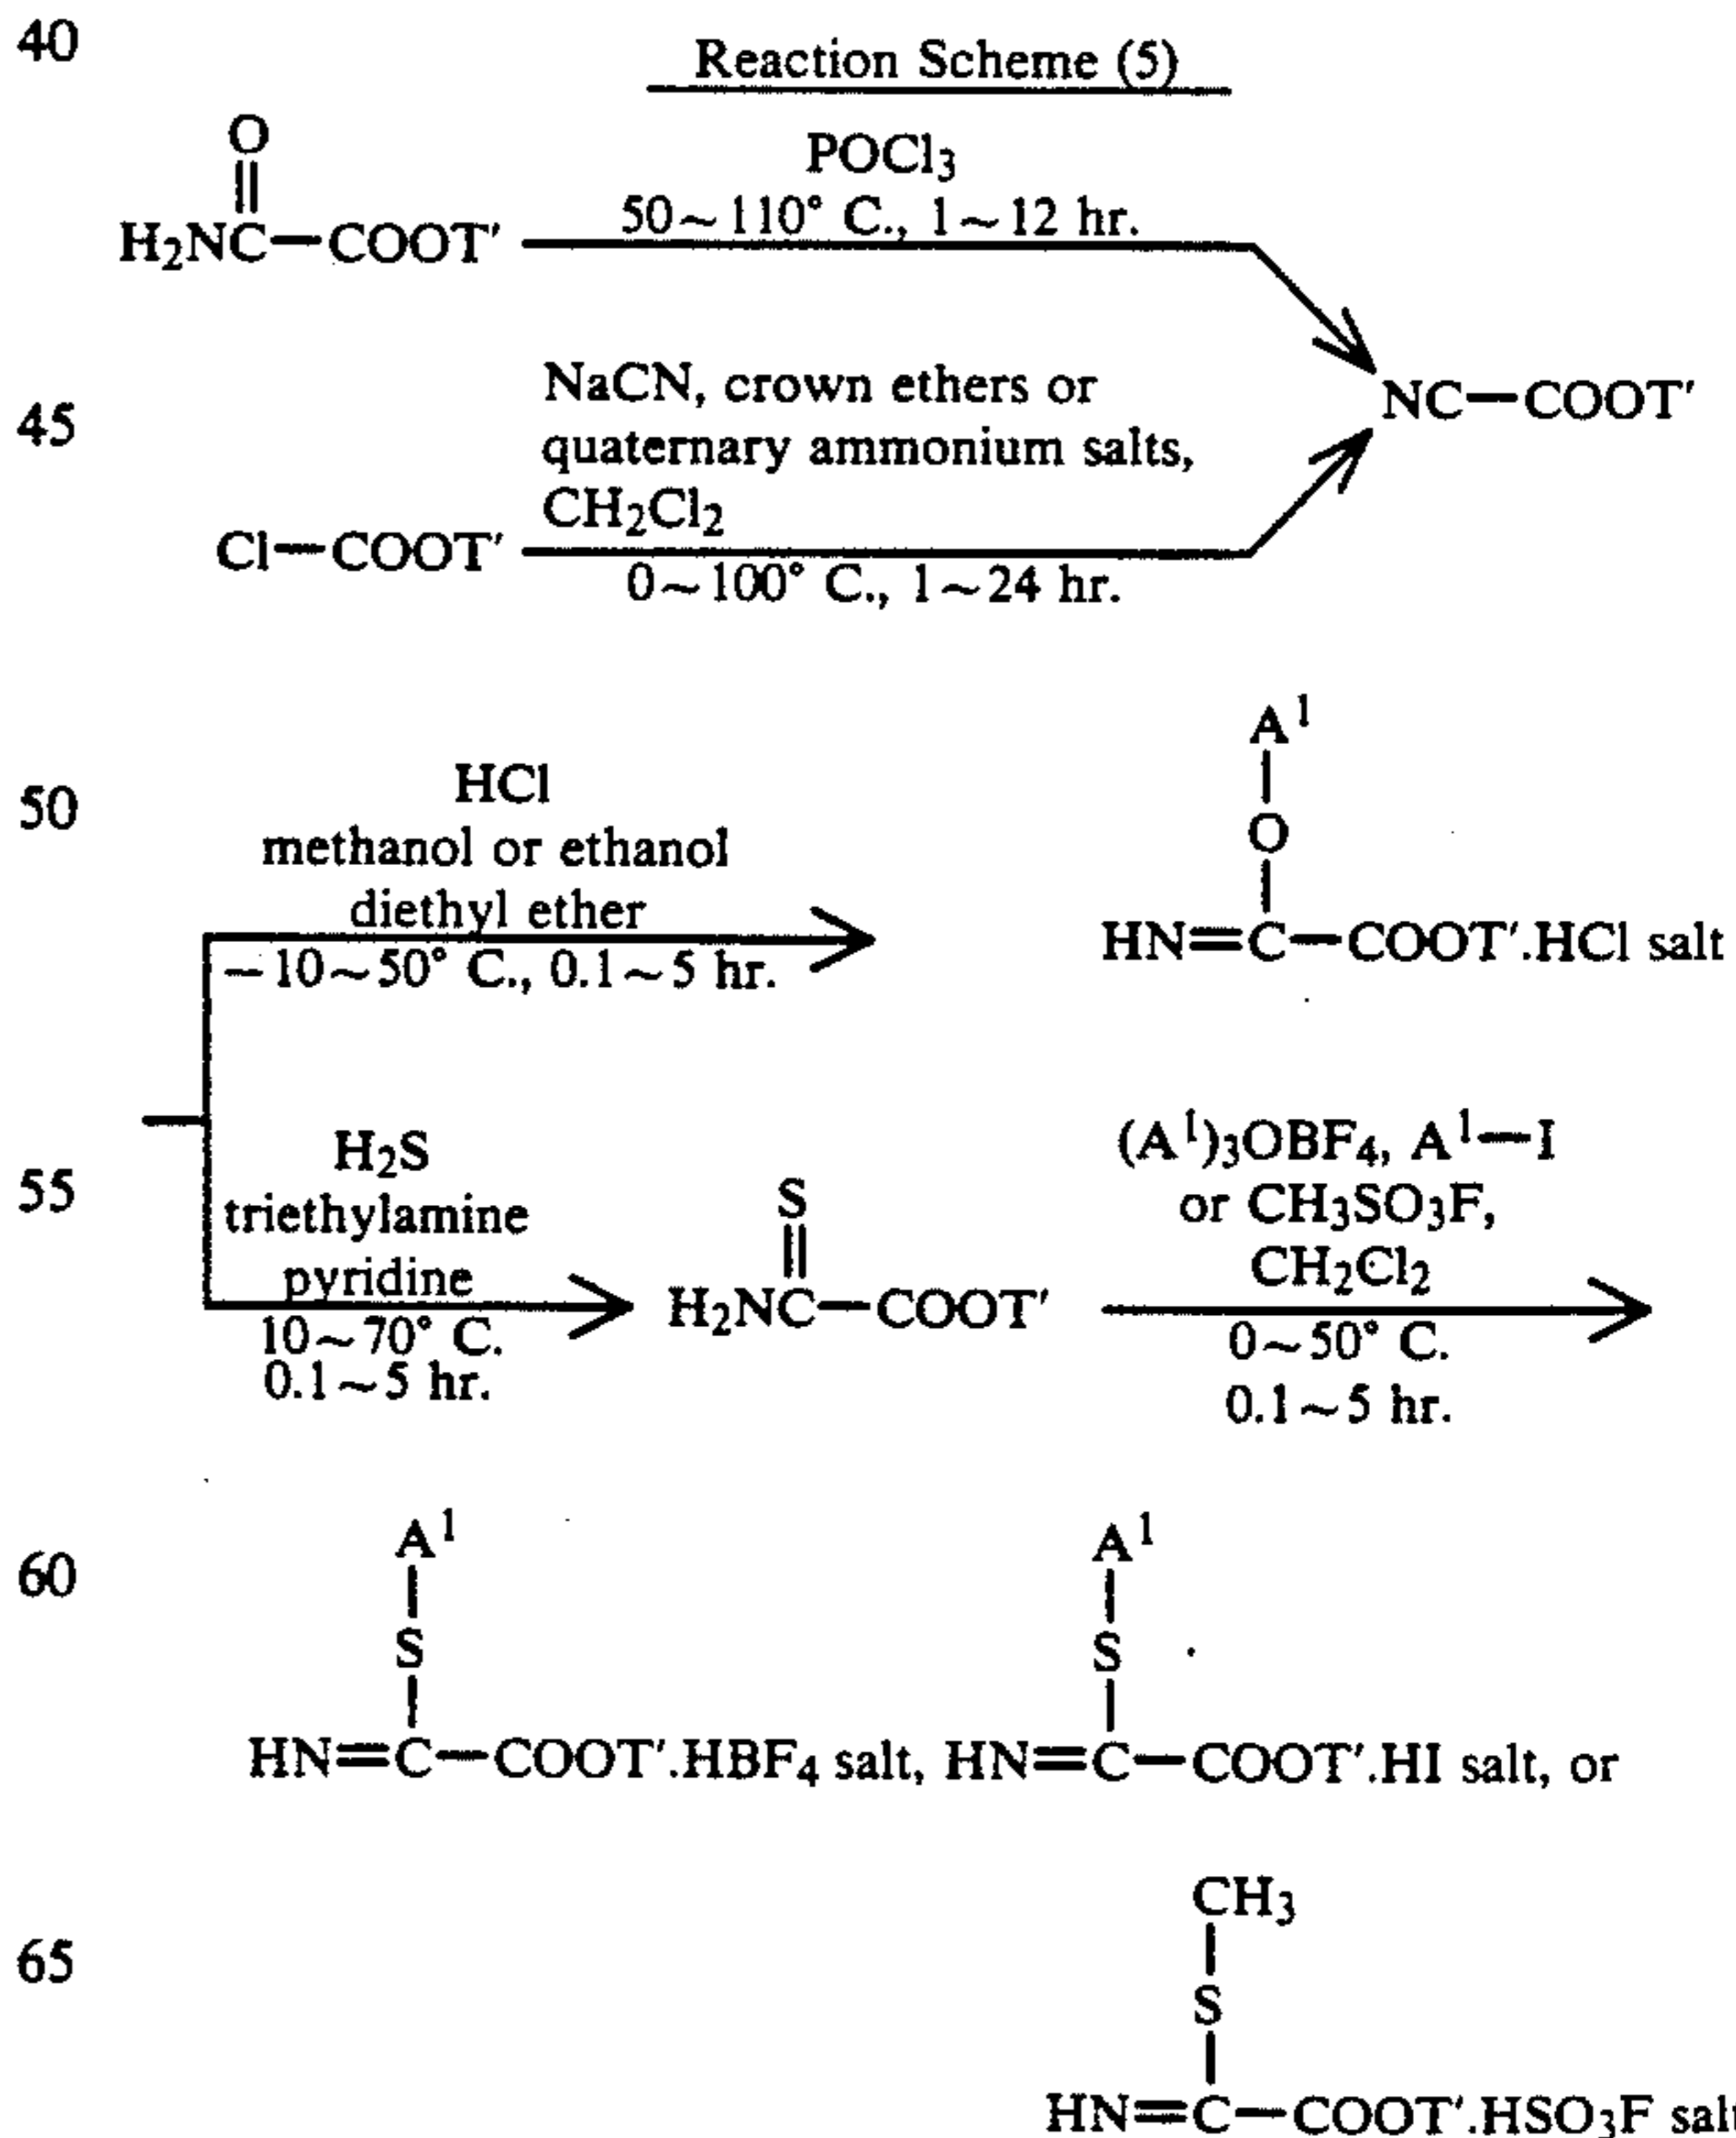 40
Reaction Scheme (5)
O
||
H₂NC—COOT'
POCl₃
50~110° C., 1~12 hr.
45
NaCN, crown ethers or
quaternary ammonium salts,
CH₂Cl₂
Cl—COOT'
0~100° C., 1~24 hr.
NC—COOT'
50
HCl
methanol or ethanol
diethyl ether
−10~50° C., 0.1~5 hr.
A¹
|
O
|
HN=C—COOT'.HCl salt
55
H₂S
triethylamine
pyridine
10~70° C.
0.1~5 hr.
S
||
H₂NC—COOT'
(A¹)₃OBF₄, A¹—I
or CH₃SO₃F,
CH₂Cl₂
0~50° C.
0.1~5 hr.
60
A¹
|
S
|
HN=C—COOT'.HBF₄ salt,
A¹
|
S
|
HN=C—COOT'.HI salt, or
65
CH₃
|
S
|
HN=C—COOT'.HSO₃F salt